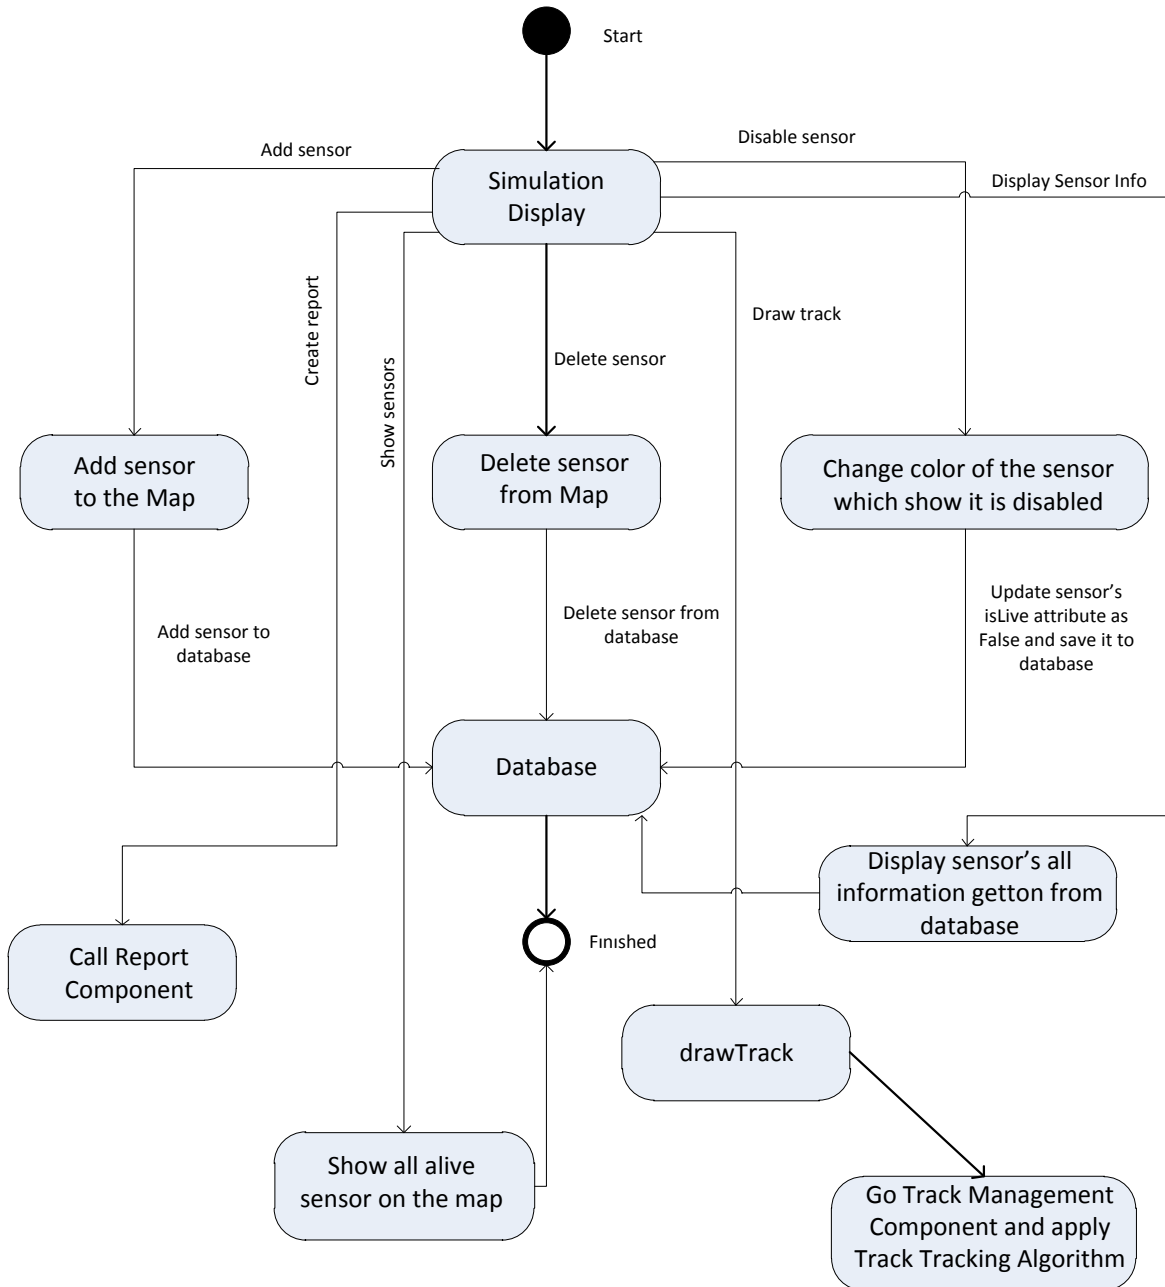 Start
Add sensor
Disable sensor
Simulation
Display
Display Sensor Info
Create report
Show sensors
Draw track
Delete sensor
Add sensor
to the Map
Delete sensor
from Map
Change color of the sensor
which show it is disabled
Add sensor to
database
Delete sensor from
database
Update sensor's
isLive attribute as
False and save it to
database
Database
Display sensor's all
information getton from
database
Call Report
Component
Fınıshed
drawTrack
Show all alive
sensor on the map
Go Track Management
Component and apply
Track Tracking Algorithm